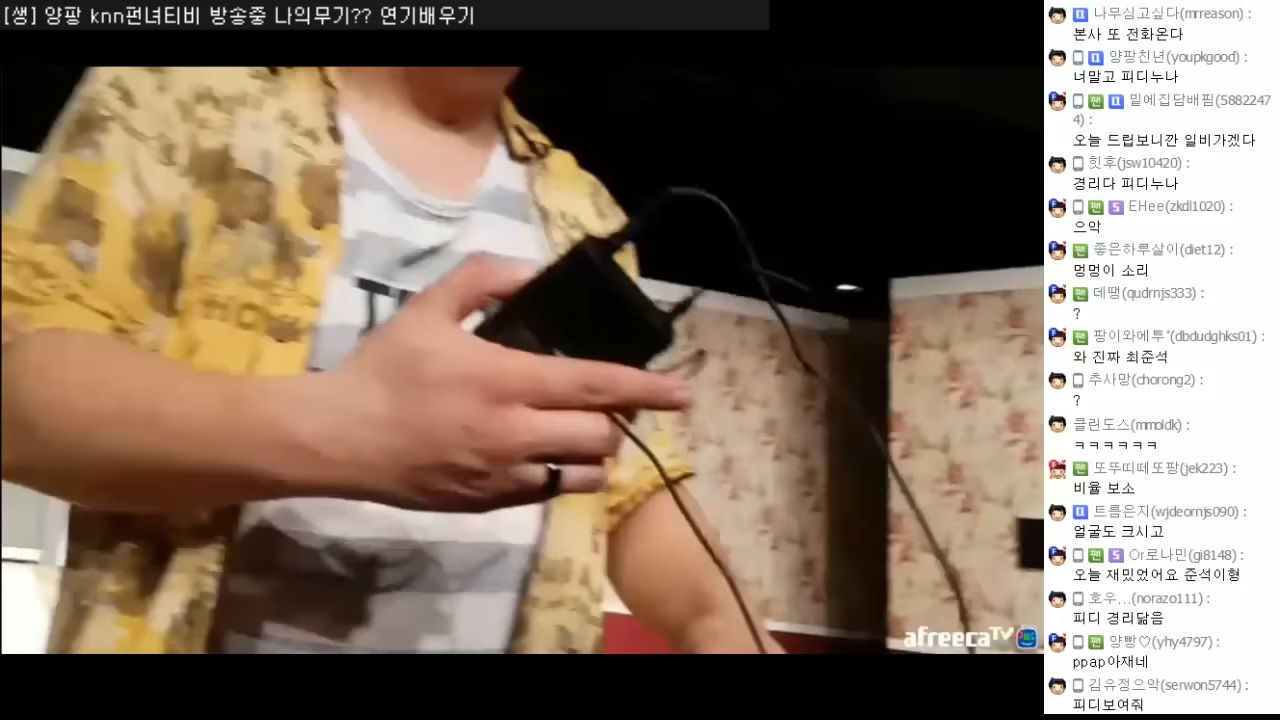 [생] 양팡 knn펀녀티비 방송중 나의무기?? 연기배우기
HOW
afreecaTV
나무심고싶다(mrreason) :
본사 또 전화온다
양팡친년(youpkgood) :
너말고 피디누나
밑에집담배핌(5882247
4) :
오늘 드립보니깐 일비가겠다
힛후(jsw10420) :
경리다 피디누나
EHee(zkdl1020) :
으악
좋은하루살이(diet12) :
멍멍이 소리
데땡(qudrnjs333) :
?
팡이와에투*(dbdudghks01) :
와 진짜 최준석
추사망(chorong2) :
?
클런도스(mmoldk) :
ㅋㅋㅋㅋㅋㅋ
또뚜띠떼또팡(jek223) :
비율 보소
트름은지(wjdeornjs090) :
얼굴도 크시고
Or로나민(gi8148) :
오늘 재밌었어요 준석이형
호우...(norazo111) :
피디 경리닮음
양빵♡(yhy4797) :
ppap아재네
김유정으악(serwon5744) :
피디보여줘